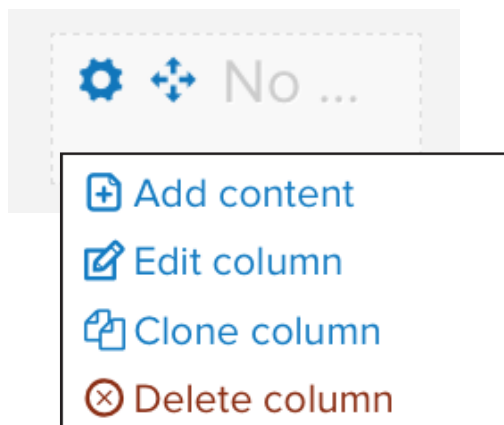 No ...
Add content
Edit column
Clone column
Delete column